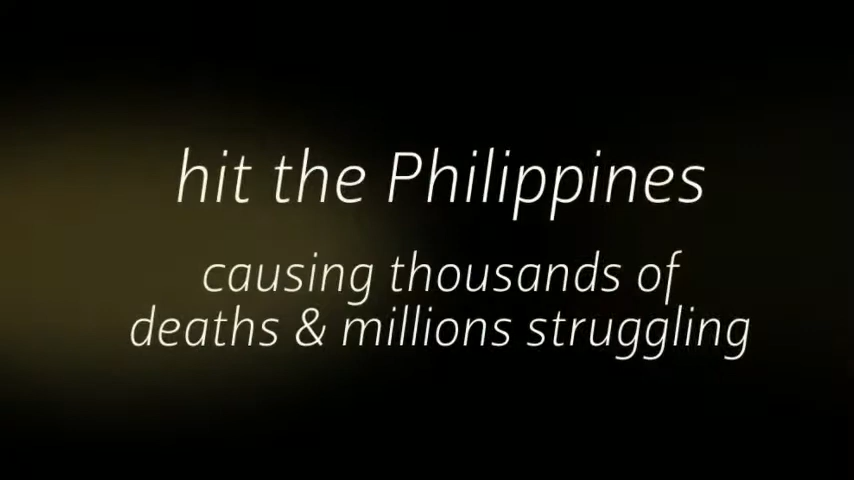 hit the Philippines
causing thousands of
deaths & millions struggling